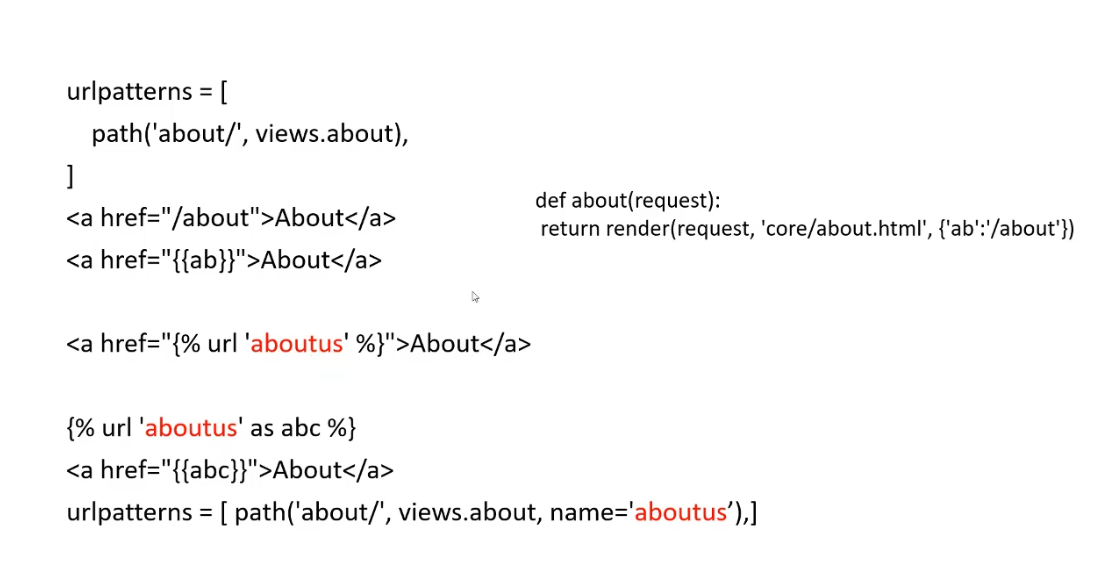 urlpatterns = [
path('about/', views.about),
]
<a href="/about">About</a>
<a href="{{ab}}">About</a>
def about(request):
return render(request, 'core/about.html', {'ab':'/about'})
<a href="{% url 'aboutus' %}">About</a>
{% url 'aboutus' as abc %}
<a href="{{abc}}">About</a>
urlpatterns = [ path('about/', views.about, name='aboutus’),]